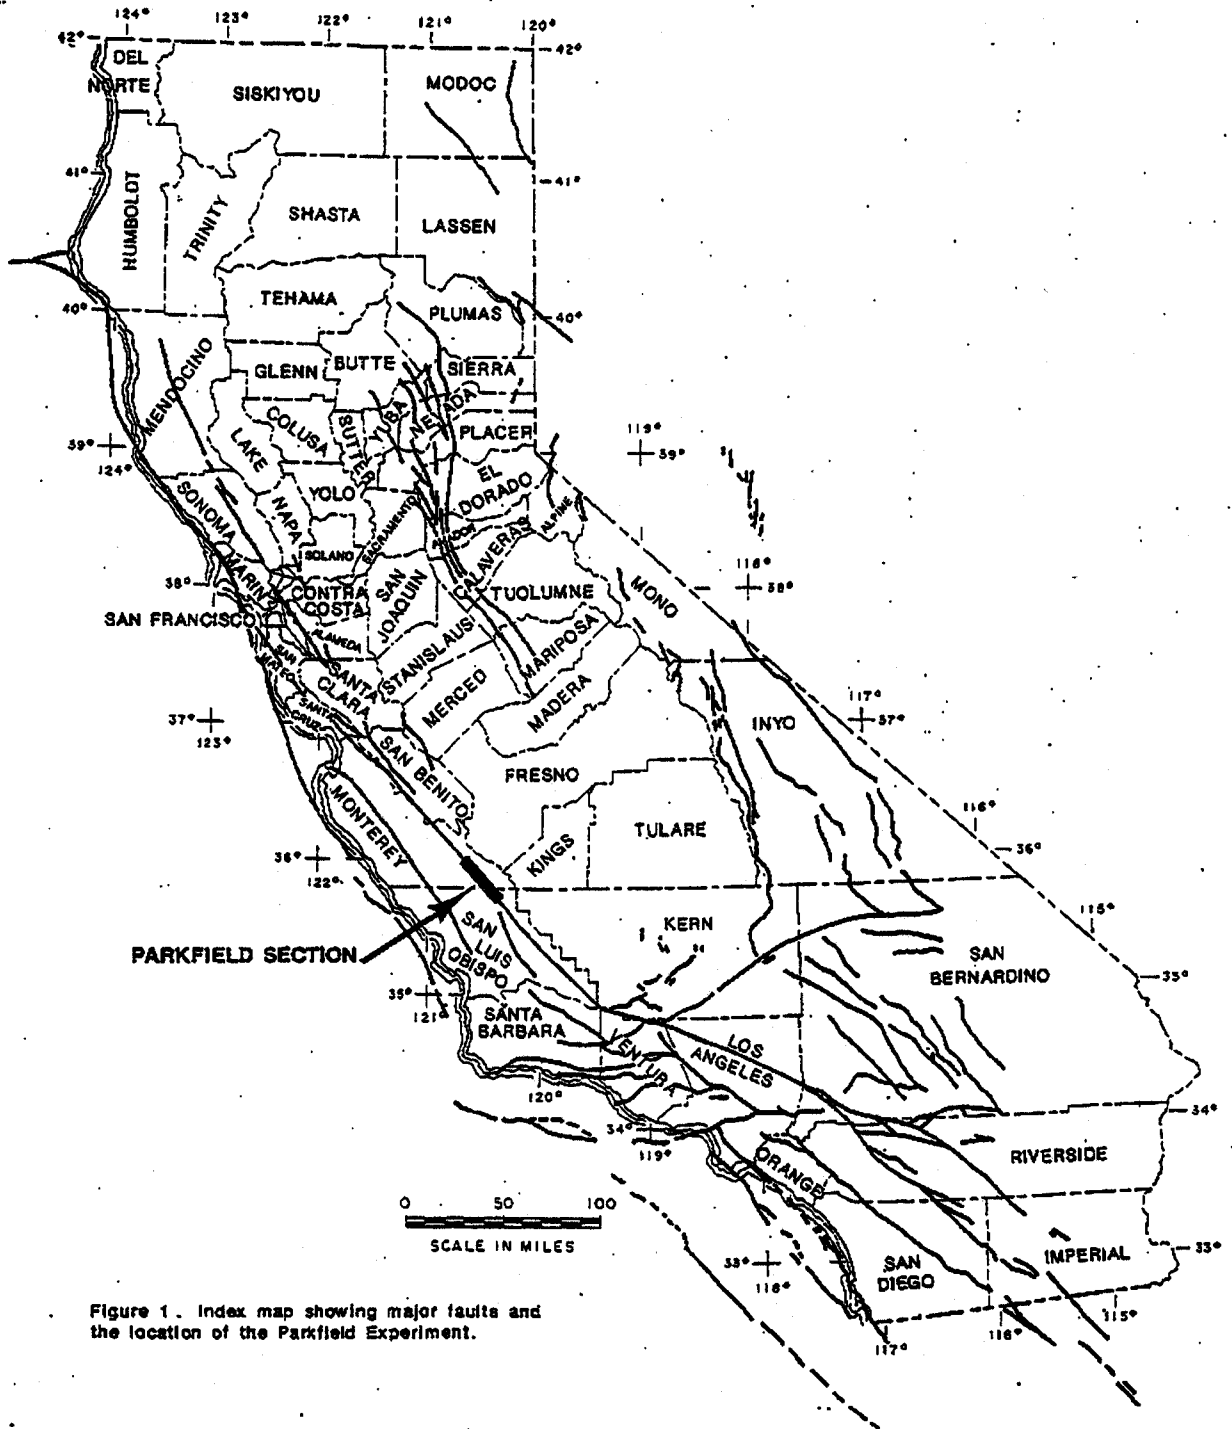 124° 123° 122° 121° 120°
42° 42°
DEL
NORTE
SISKIYOU
MODOC
41° 41°
HUMBOLDT
TRINITY
SHASTA
LASSEN
TEHAMA
PLUMAS
40° 40°
MENDOCINO
GLENN
BUTTE
SIERRA
COLUSA
LAKE
SUTTER
YUBA
NEVADA
PLACER
39°
124°
119°
39°
SONOMA
NAPA
YOLO
SACRAMENTO
EL
DORADO
ALPINE
AMADOR
SOLANO
CALAVERAS
MARIN
38°
118°
38°
CONTRA
COSTA
SAN
JOAQUIN
TUOLUMNE
MONO
SAN FRANCISCO
ALAMEDA
STANISLAUS
MARIPOSA
SAN
MATEO
SANTA
CLARA
MERCED
MADERA
SANTA
CRUZ
37°
123°
117°
37°
INYO
SAN BENITO
FRESNO
MONTEREY
KINGS
TULARE
116°
36°
36°
122°
115°
KERN
PARKFIELD SECTION
SAN
LUIS
OBISPO
SAN
BERNARDINO
35°
35°
121°
SANTA
BARBARA
VENTURA
LOS
ANGELES
120°
34°
34°
119°
ORANGE
RIVERSIDE
0 50 100
SCALE IN MILES
33°
118°
SAN
DIEGO
IMPERIAL
33°
117°
116°
115°
Figure 1. Index map showing major faults and
the location of the Parkfield Experiment.